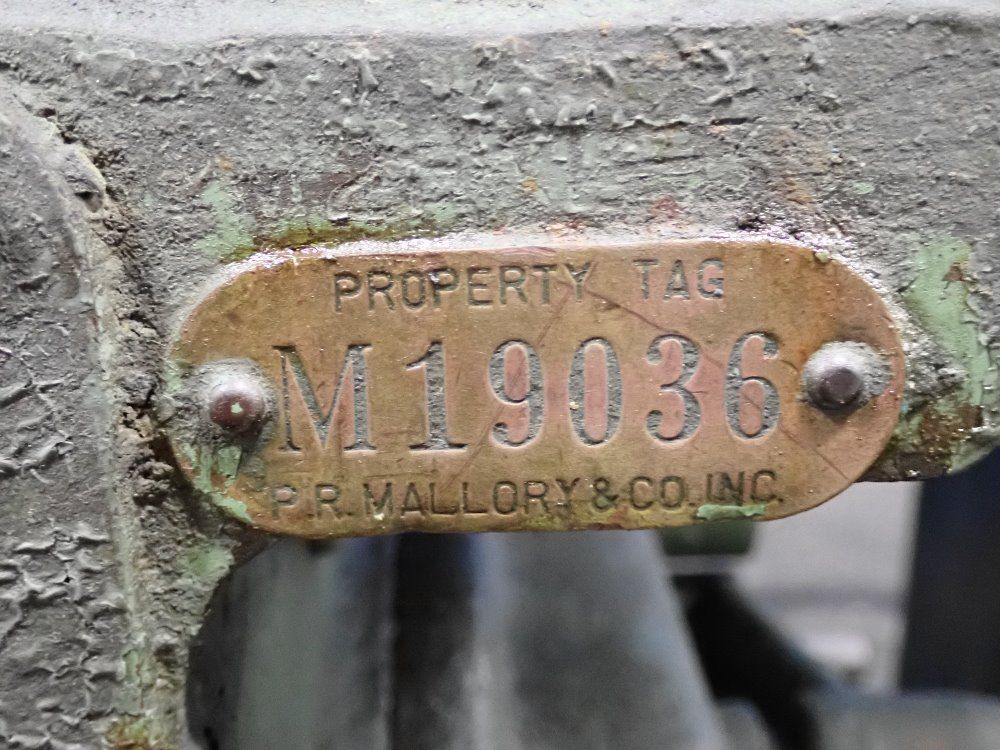 PROPERTY TAG
M19036
P.R. MALLORY & CO. INC.